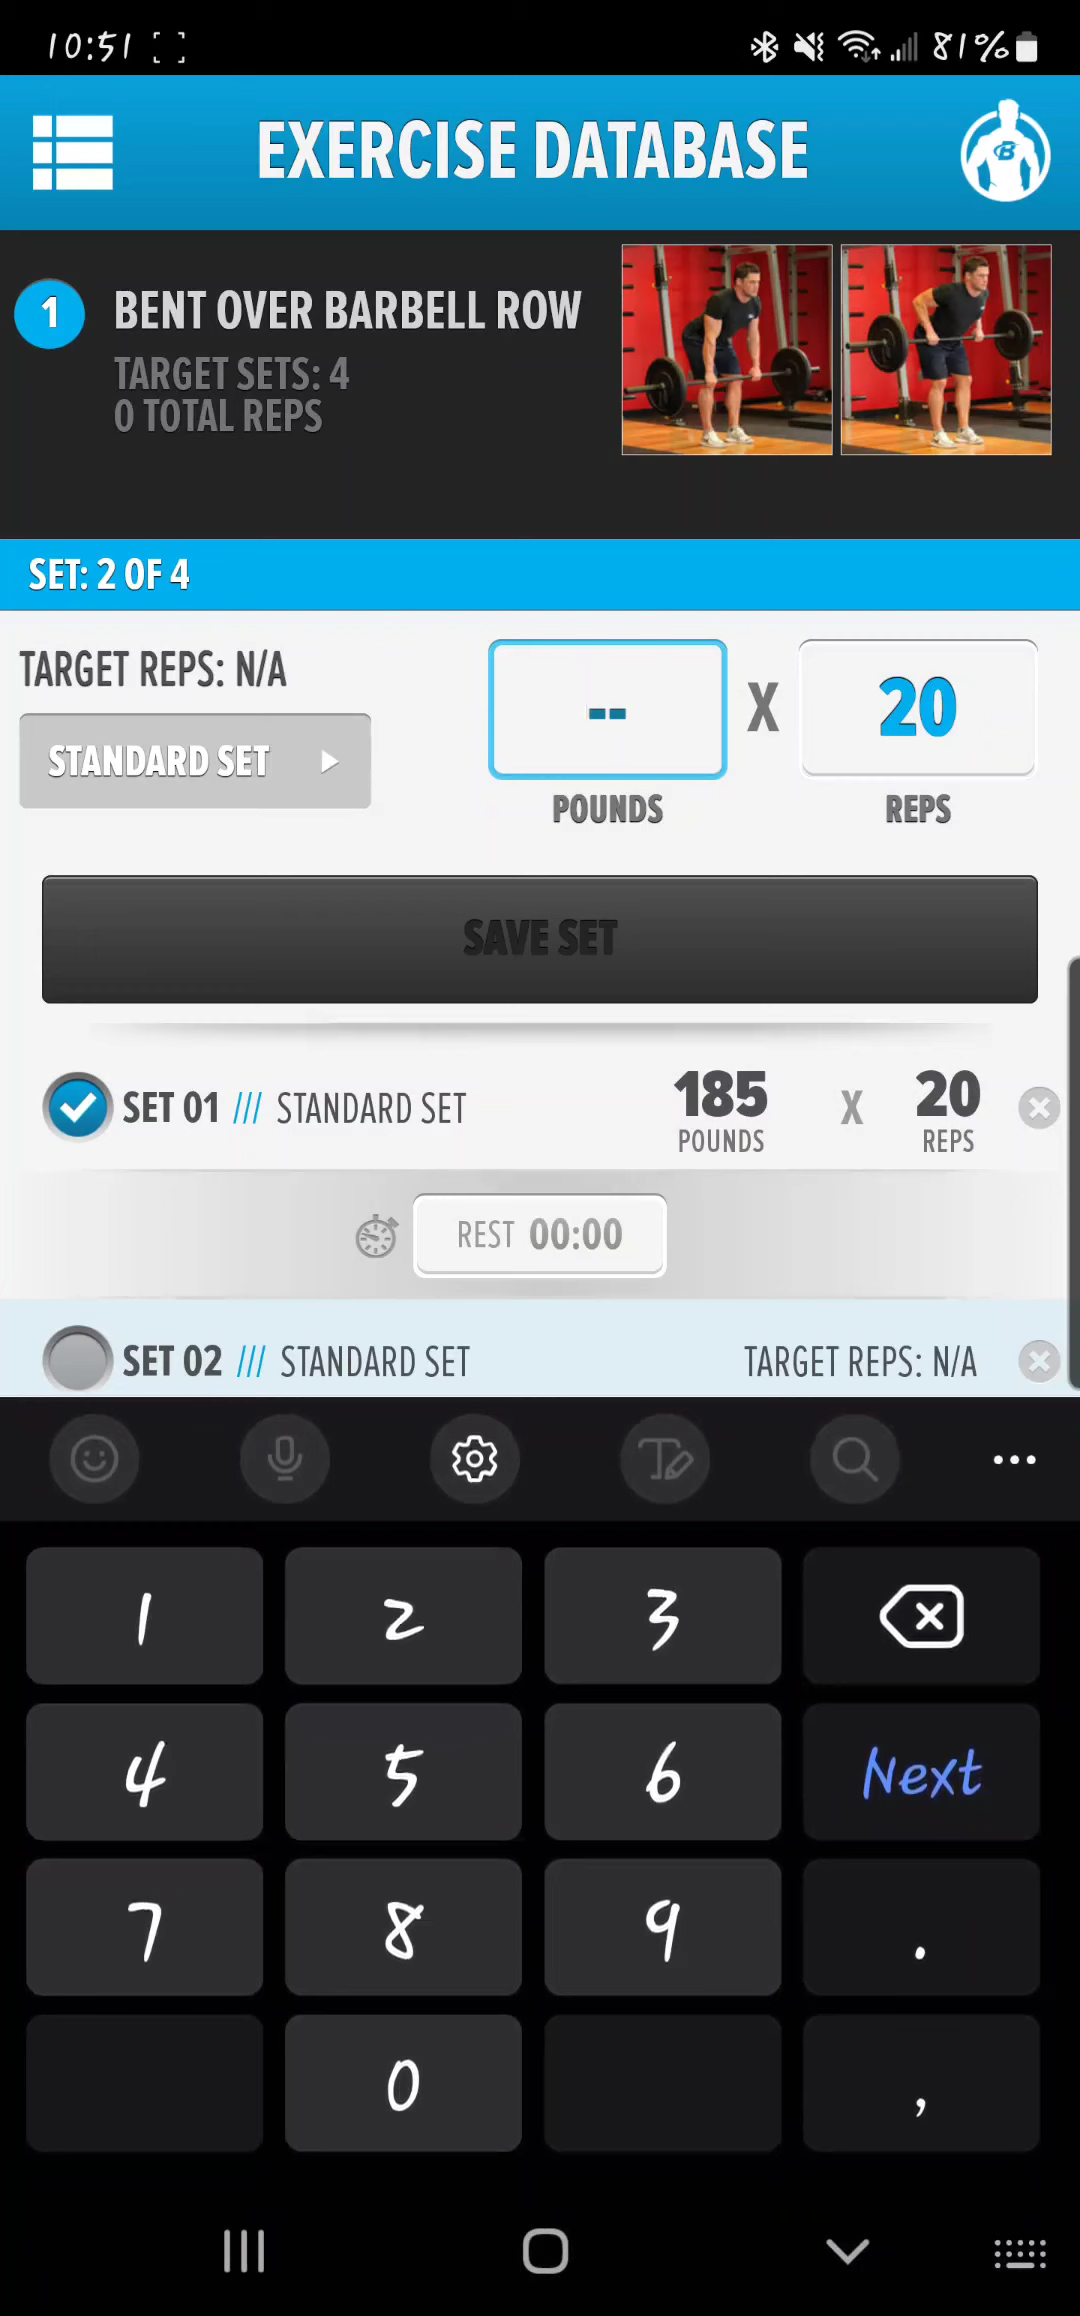 10:51 81%
EXERCISE DATABASE
B
1 BENT OVER BARBELL ROW
TARGET SETS: 4
0 TOTAL REPS
SET: 2 OF 4
TARGET REPS: N/A
STANDARD SET
-- X 20
POUNDS REPS
SAVE SET
SET 01 /// STANDARD SET 185 POUNDS X 20 REPS
REST 00:00
SET 02 /// STANDARD SET TARGET REPS: N/A
1 2 3
4 5 6 Next
7 8 9 .
0 ,